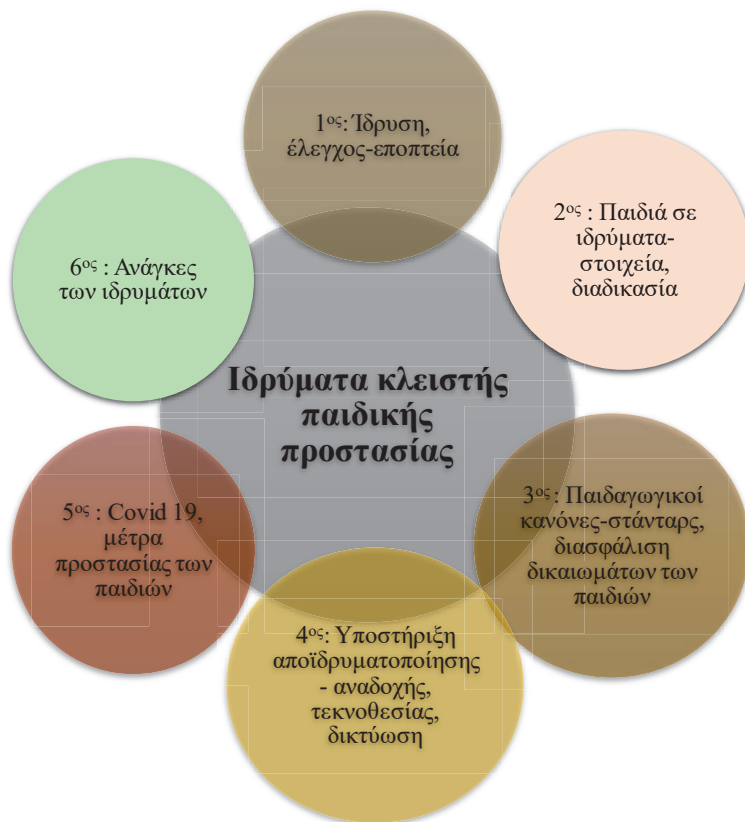 1ος: Ίδρυση,
έλεγχος-εποπτεία
2ος : Παιδιά σε
ιδρύματα-
στοιχεία,
διαδικασία
6ος : Ανάγκες
των ιδρυμάτων
Ιδρύματα κλειστής
παιδικής
προστασίας
3ος: Παιδαγωγικοί
κανόνες-στάνταρς,
διασφάλιση
δικαιωμάτων των
παιδιών
5ος : Covid 19,
μέτρα
προστασίας των
παιδιών
4ος: Υποστήριξη
αποϊδρυματοποίησης
- αναδοχής,
τεκνοθεσίας,
δικτύωση